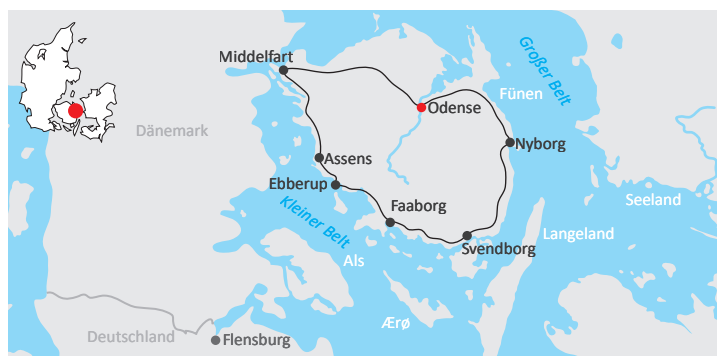 Middelfart
Großer Belt
Fünen
Odense
Dänemark
Nyborg
Assens
Ebberup
Seeland
Faaborg
Kleiner Belt
Langeland
Svendborg
Als
Ærø
Deutschland
Flensburg